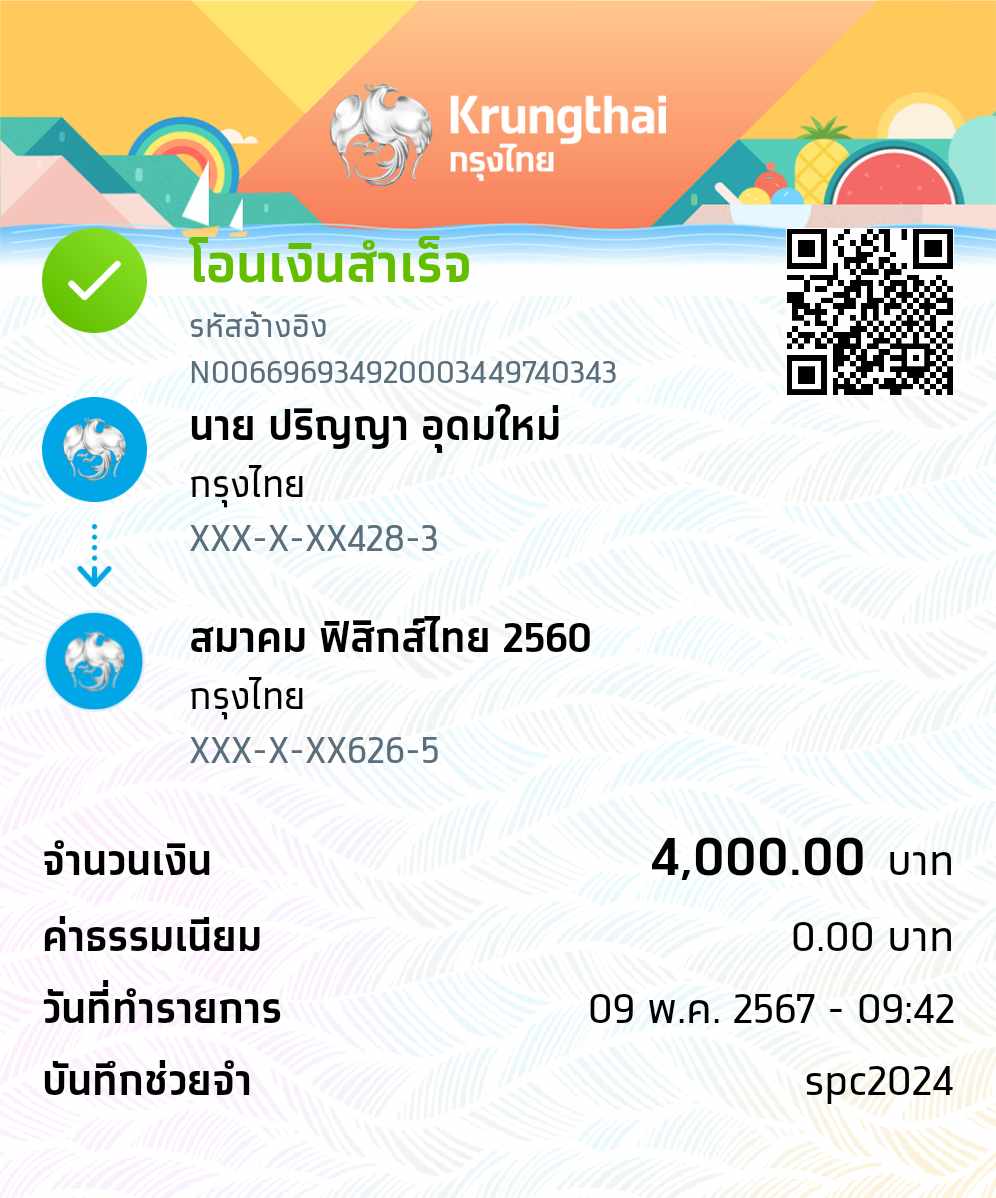 Krungthai
กรุงไทย
โอนเงินสำเร็จ
รหัสอ้างอิง
N006696934920003449740343
นาย ปริญญา อุดมใหม่
กรุงไทย
XXX-X-XX428-3
สมาคม ฟิสิกส์ไทย 2560
กรุงไทย
XXX-X-XX626-5
จำนวนเงิน 4,000.00 บาท
ค่าธรรมเนียม 0.00 บาท
วันที่ทำรายการ 09 พ.ค. 2567 - 09:42
บันทึกช่วยจำ spc2024